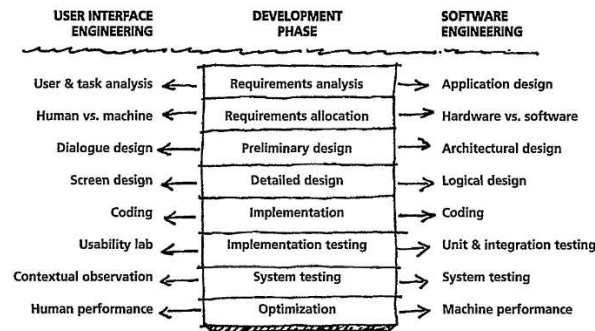 USER INTERFACE ENGINEERING DEVELOPMENT PHASE SOFTWARE ENGINEERING
User & task analysis Requirements analysis Application design
Human vs. machine Requirements allocation Hardware vs. software
Dialogue design Preliminary design Architectural design
Screen design Detailed design Logical design
Coding Implementation Coding
Usability lab Implementation testing Unit & integration testing
Contextual observation System testing System testing
Human performance Optimization Machine performance